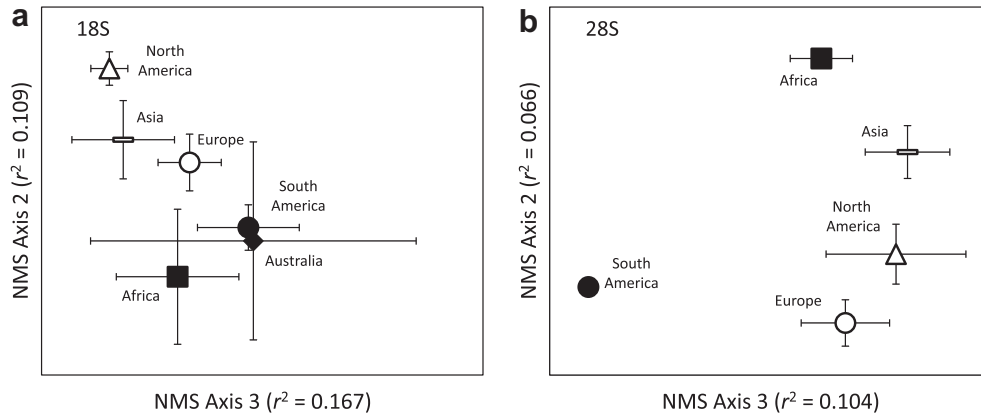 a
18S
North
America
Asia
Europe
South
America
Australia
Africa
NMS Axis 2 (r² = 0.109)
NMS Axis 3 (r² = 0.167)
b
28S
Africa
Asia
North
America
South
America
Europe
NMS Axis 2 (r² = 0.066)
NMS Axis 3 (r² = 0.104)